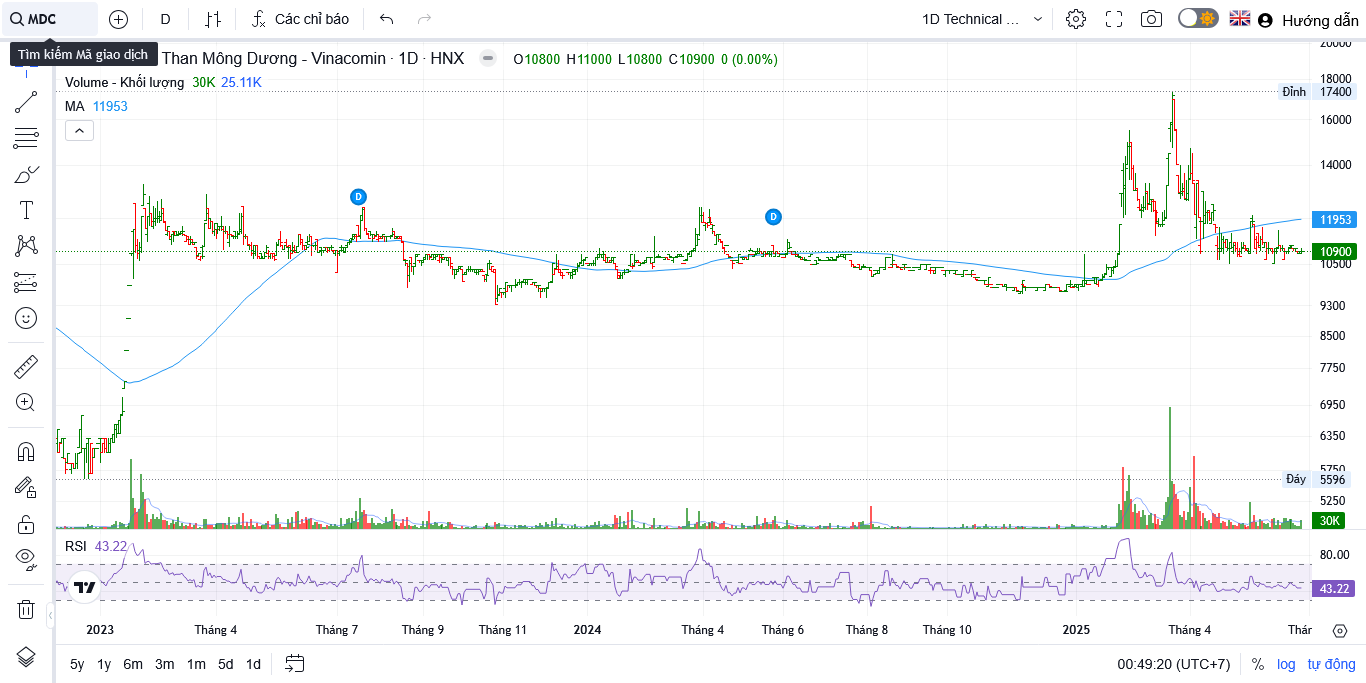 MDC
D
Các chỉ báo
1D Technical ...
Hướng dẫn
Tìm kiếm Mã giao dịch
Than Mông Dương - Vinacomin · 1D · HNX
O10800 H11000 L10800 C10900 0 (0.00%)
Volume - Khối lượng 30K 25.11K
MA 11953
20000
18000
Đỉnh 17400
16000
14000
D
D
11953
10900
10500
9300
8500
7750
6950
6350
5750
Đáy 5596
5250
30K
RSI 43.22
80.00
43.22
2023 Tháng 4 Tháng 7 Tháng 9 Tháng 11 2024 Tháng 4 Tháng 6 Tháng 8 Tháng 10 2025 Tháng 4 Thár
5y 1y 6m 3m 1m 5d 1d
00:49:20 (UTC+7) % log tự động